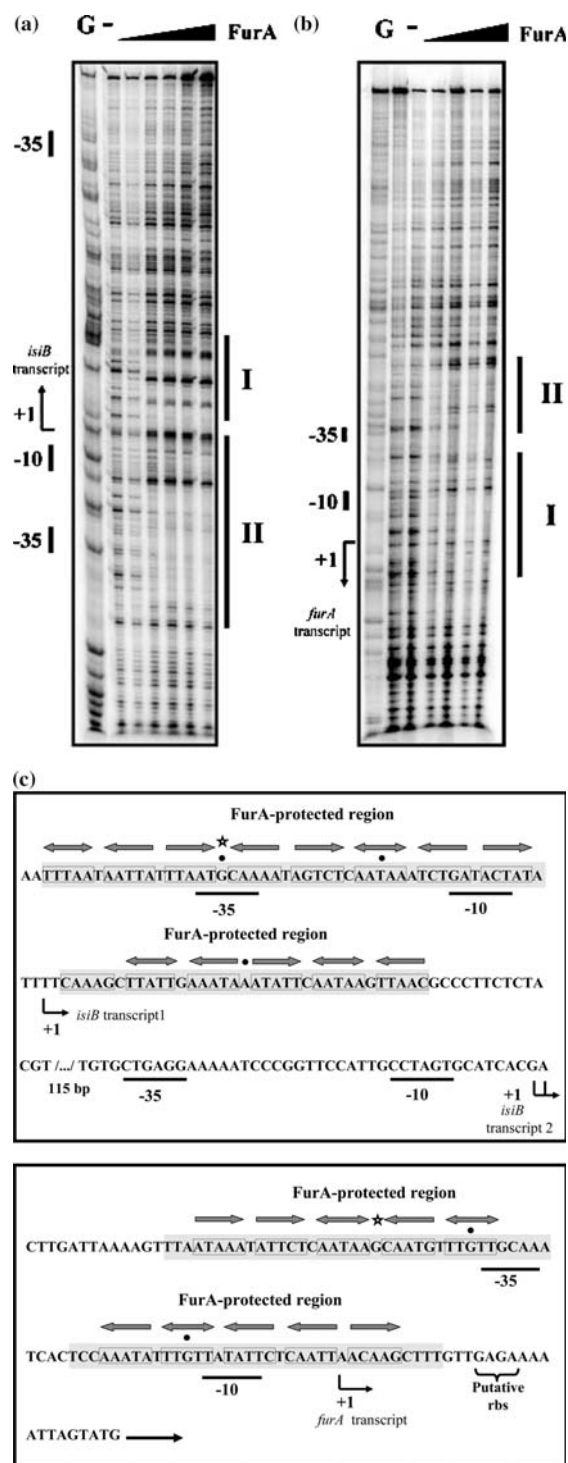 (a)
G - FurA
-35
isiB
transcript
+1
-10
-35
I
II
(b)
G - FurA
-35
-10
+1
furA
transcript
II
I
(c)
FurA-protected region
AATTTAATAATTATTTAATGCAAAATAGTCTCAATAAATCTGATACTATA
-35
-10
FurA-protected region
TTTTCAAAGCTTATTGAAATAAATATTCAATAAGTTAACGCCCTTCTCTA
+1
isiB transcript1
CGT /.../ TGTGCTGAGGAAAAATCCCGGTTCCATTGCCTAGTGCATCACGA
115 bp
-35
-10
+1
isiB
transcript 2
FurA-protected region
CTTGATTAAAAGTTTAATAAATATTCTCAATAAGCAATGTTTGTTGCAAA
-35
FurA-protected region
TCACTCCAAATATTTGTTATATTCTCAATTAACAAGCTTTGTTGAGAAAA
-10
+1
furA transcript
Putative
rbs
ATTAGTATG